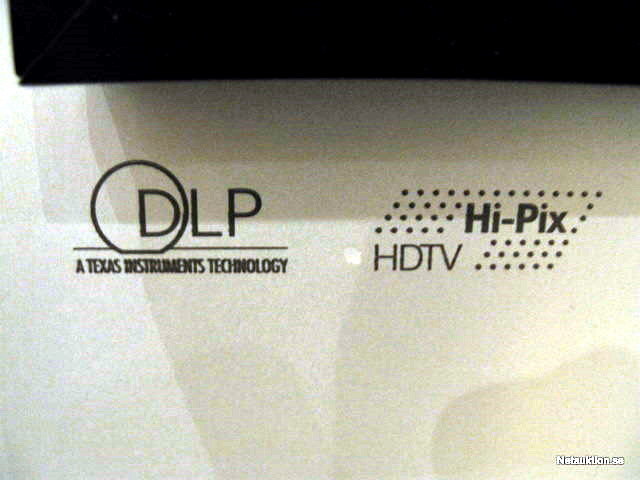 DLP
A TEXAS INSTRUMENTS TECHNOLOGY
Hi-Pix
HDTV
Netauktion.se